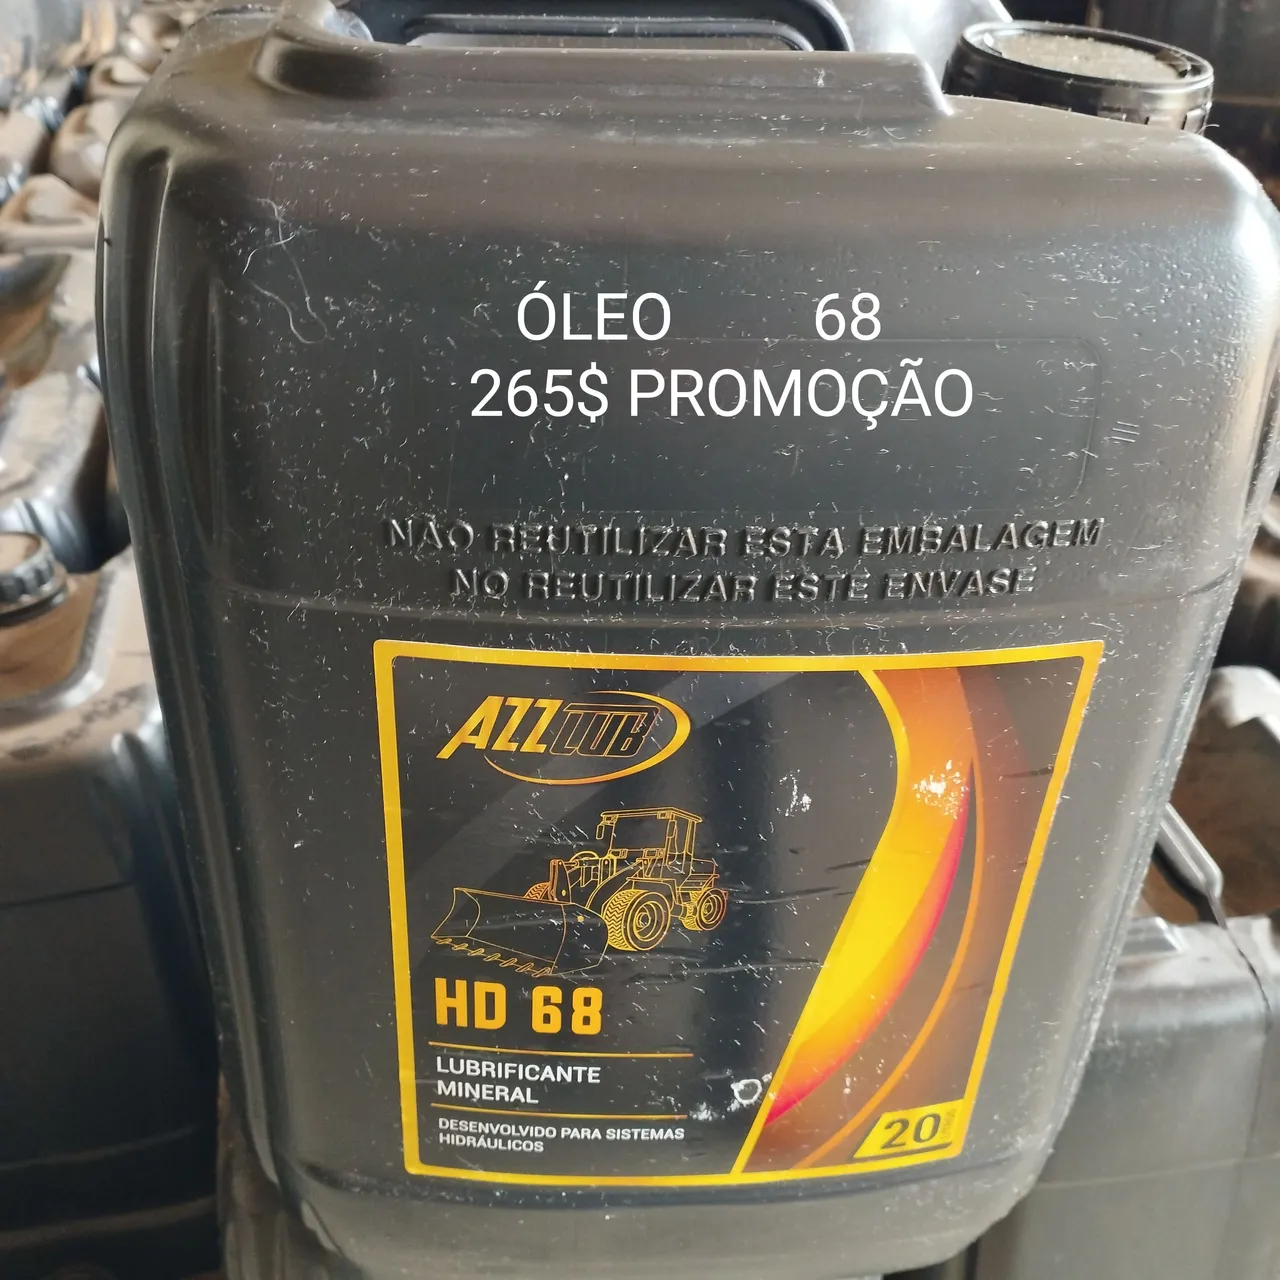 ÓLEO 68
265$ PROMOÇÃO
NÃO REUTILIZAR ESTA EMBALAGEM
NO REUTILIZAR ESTE ENVASE
AZZLUB
HD 68
LUBRIFICANTE
MINERAL
DESENVOLVIDO PARA SISTEMAS
HIDRÁULICOS
20